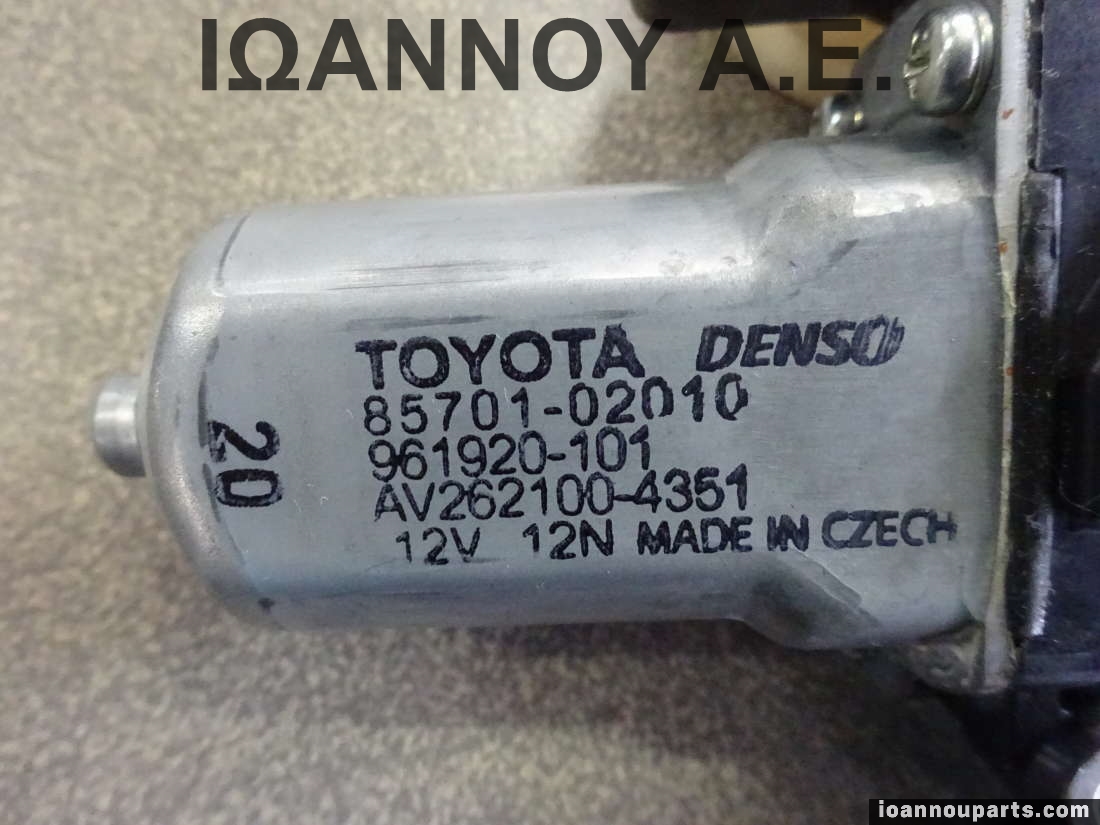 ΙΩΑΝΝΟΥ Α.Ε.
TOYOTA DENSO
85701-02010
961920-101
AV262100-4351
12V 12N MADE IN CZECH
20
ioannouparts.com